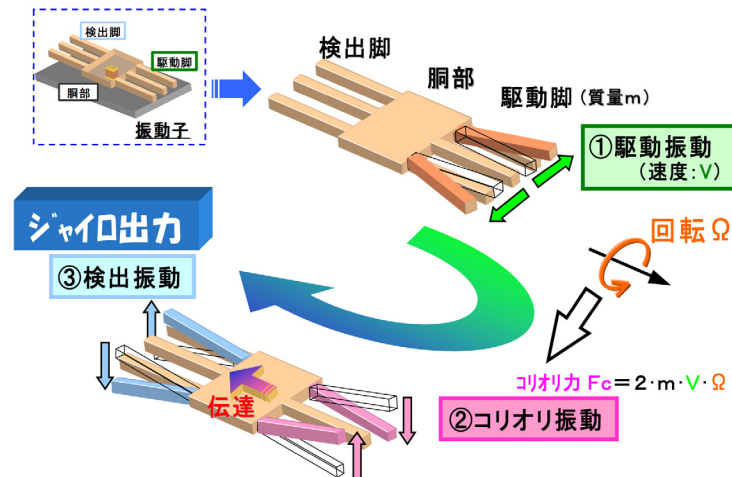 検出脚
駆動脚
胴部
振動子
検出脚
胴部
駆動脚(質量m)
①駆動振動
(速度:V)
回転Ω
ジャイロ出力
③検出振動
コリオリ力 Fc=2·m·V·Ω
②コリオリ振動
伝達